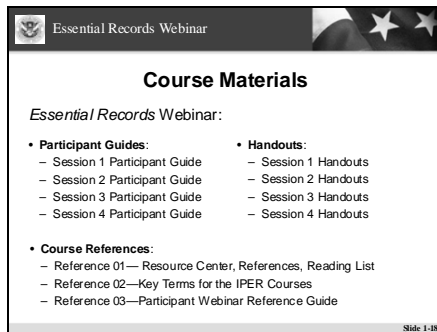 Essential Records Webinar
Course Materials
Essential Records Webinar:
• Participant Guides:
– Session 1 Participant Guide
– Session 2 Participant Guide
– Session 3 Participant Guide
– Session 4 Participant Guide
• Handouts:
– Session 1 Handouts
– Session 2 Handouts
– Session 3 Handouts
– Session 4 Handouts
• Course References:
– Reference 01— Resource Center, References, Reading List
– Reference 02—Key Terms for the IPER Courses
– Reference 03—Participant Webinar Reference Guide
Slide 1-18